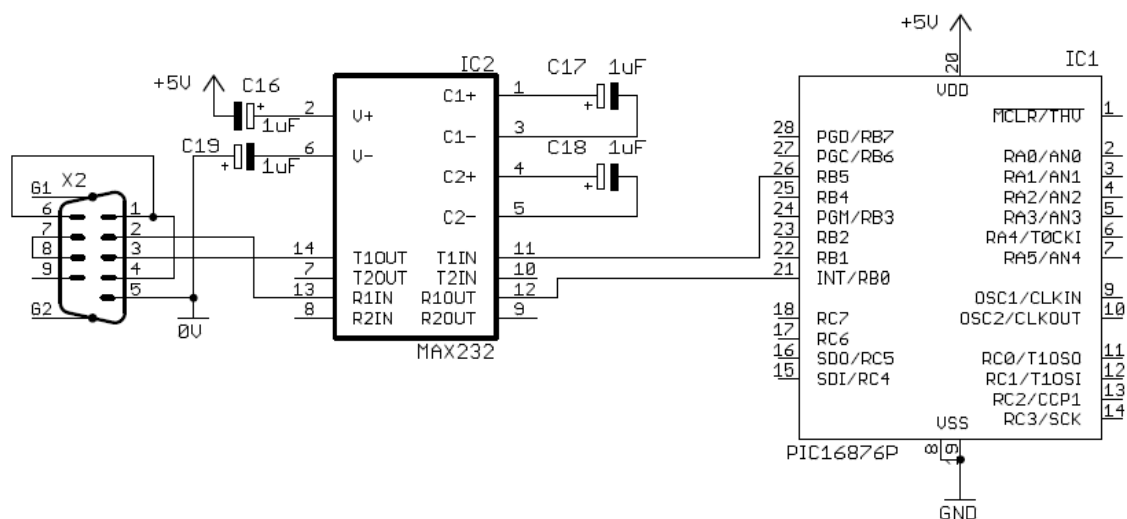 +5V
20
IC1
VDD
IC2
+5V
C16
+
1uF
C19
+
1uF
2
6
V+
V-
C1+
C1-
C2+
C2-
1
3
4
5
C17
1uF
+
C18
1uF
+
X2
G1
6
7
8
9
G2
1
2
3
4
5
0V
14
7
13
8
T1OUT
T2OUT
R1IN
R2IN
T1IN
T2IN
R1OUT
R2OUT
11
10
12
9
MAX232
28 PGD/RB7
27 PGC/RB6
26 RB5
25 RB4
24 PGM/RB3
23 RB2
22 RB1
21 INT/RB0
18 RC7
17 RC6
16 SDO/RC5
15 SDI/RC4
MCLR/THV 1
RA0/AN0 2
RA1/AN1 3
RA2/AN2 4
RA3/AN3 5
RA4/T0CKI 6
RA5/AN4 7
OSC1/CLKIN 9
OSC2/CLKOUT 10
RC0/T1OSO 11
RC1/T1OSI 12
RC2/CCP1 13
RC3/SCK 14
VSS
PIC16876P
8
19
GND